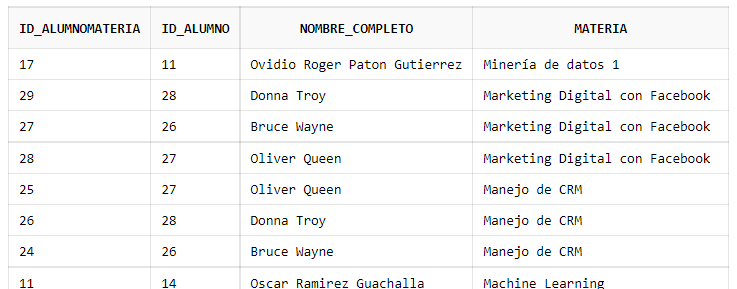 ID_ALUMNOMATERIA ID_ALUMNO NOMBRE_COMPLETO MATERIA
17 11 Ovidio Roger Paton Gutierrez Minería de datos 1
29 28 Donna Troy Marketing Digital con Facebook
27 26 Bruce Wayne Marketing Digital con Facebook
28 27 Oliver Queen Marketing Digital con Facebook
25 27 Oliver Queen Manejo de CRM
26 28 Donna Troy Manejo de CRM
24 26 Bruce Wayne Manejo de CRM
11 14 Oscar Ramirez Guachalla Machine Learning